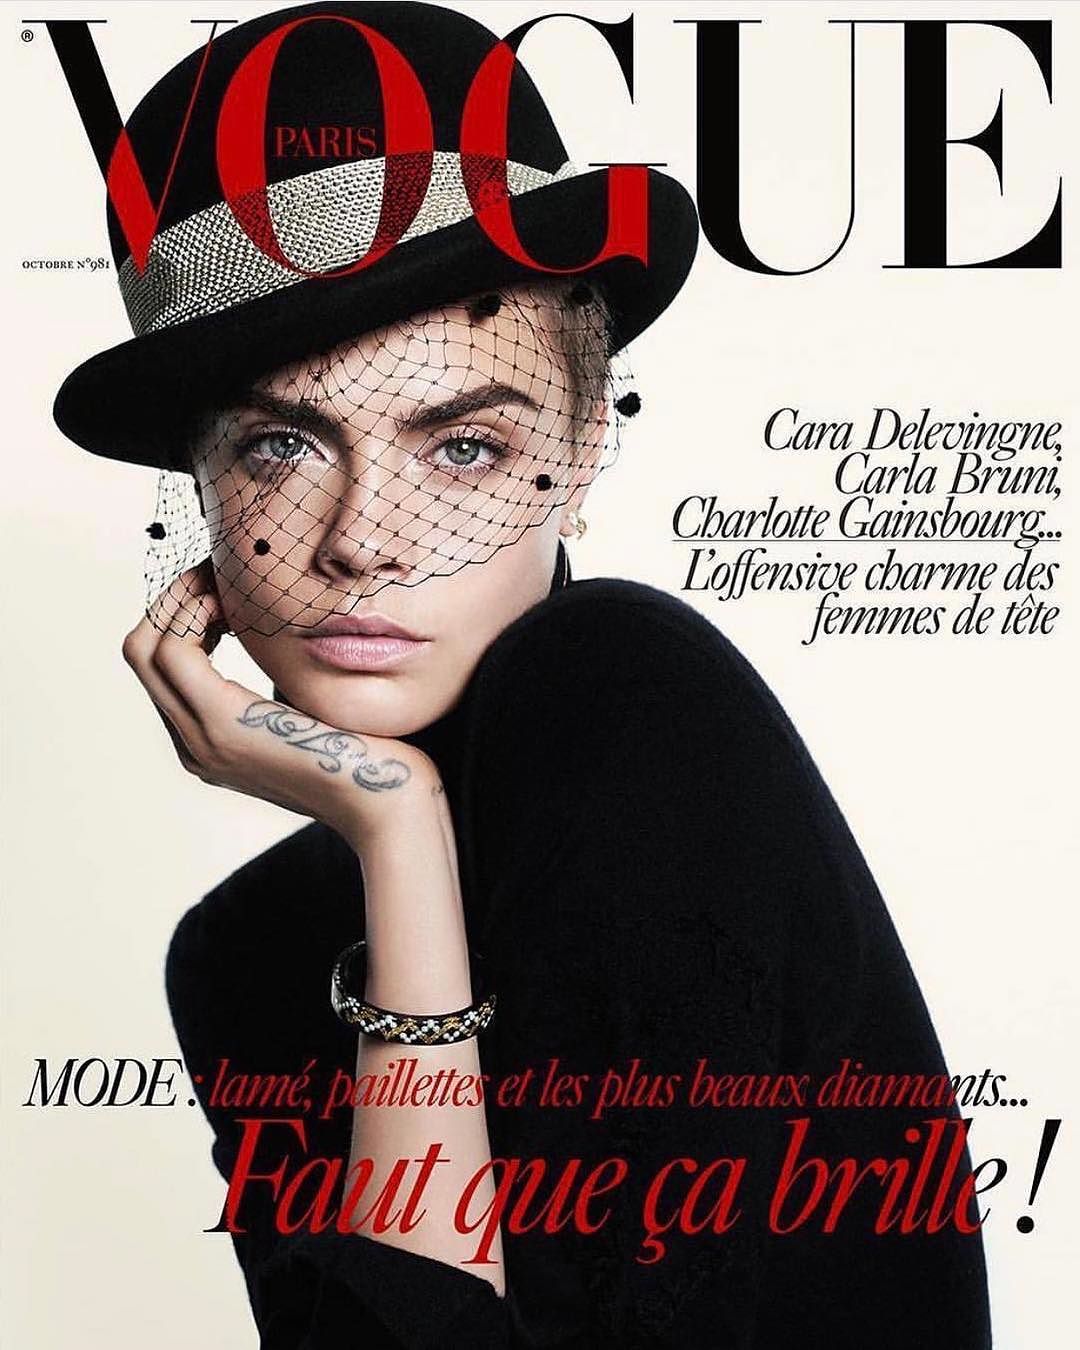 ®
VOGUE
PARIS
OCTOBRE N°981
Cara Delevingne,
Carla Bruni,
Charlotte Gainsbourg...
L'offensive charme des
femmes de tête
MODE : lamé, paillettes et les plus beaux diamants...
Faut que ça brille !